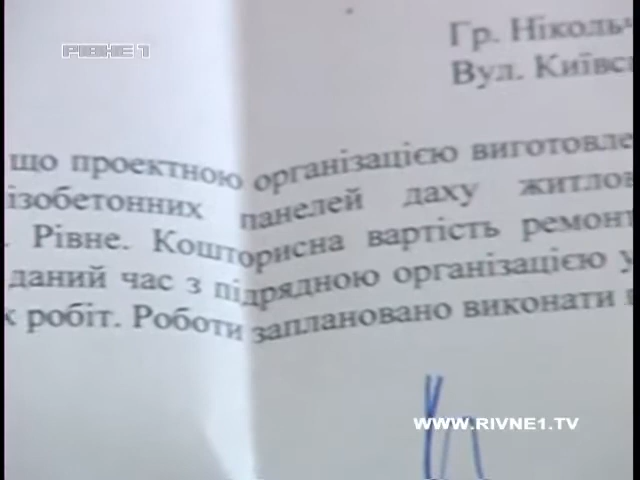 РІВНЕ 1
Гр. Нікольч
Вул. Київс
що проектною організацією виготовле
ізобетонних панелей даху житлов
. Рівне. Кошторисна вартість ремонт
даний час з підрядною організацією у
х робіт. Роботи заплановано виконати
WWW.RIVNE1.TV